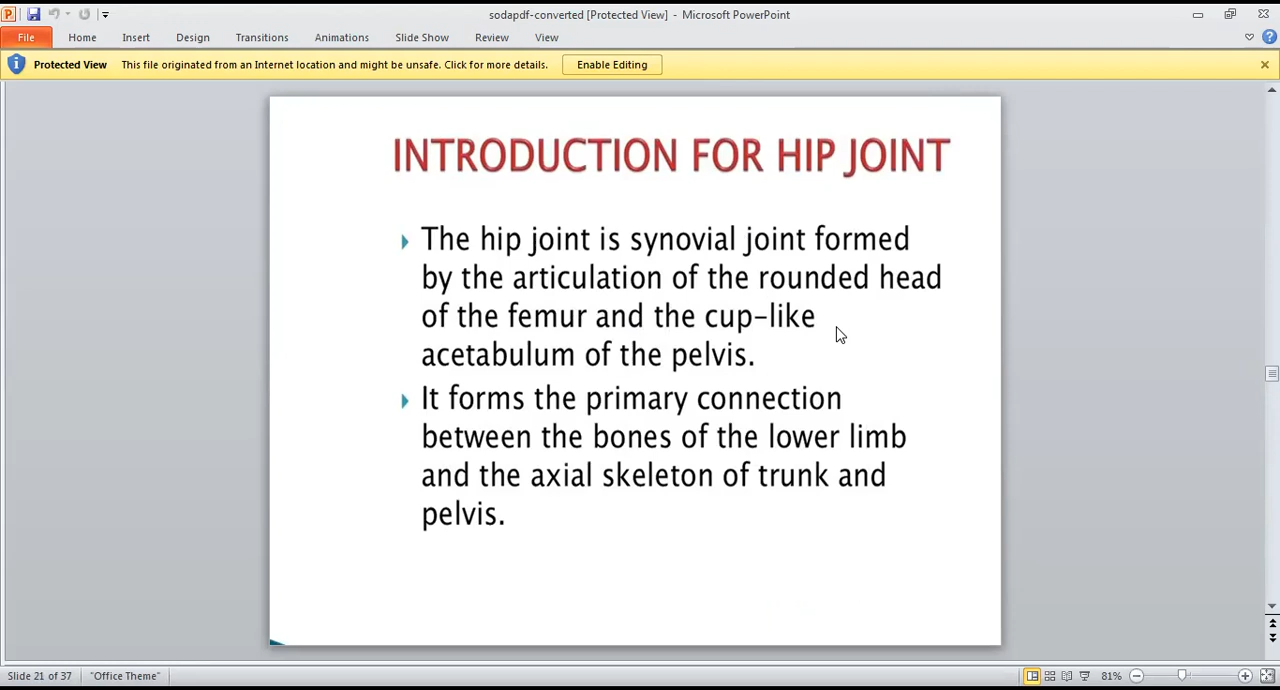 sodapdf-converted [Protected View] - Microsoft PowerPoint
File Home Insert Design Transitions Animations Slide Show Review View
Protected View This file originated from an Internet location and might be unsafe. Click for more details. Enable Editing
INTRODUCTION FOR HIP JOINT
The hip joint is synovial joint formed
by the articulation of the rounded head
of the femur and the cup-like
acetabulum of the pelvis.
It forms the primary connection
between the bones of the lower limb
and the axial skeleton of trunk and
pelvis.
Slide 21 of 37 "Office Theme" 81%